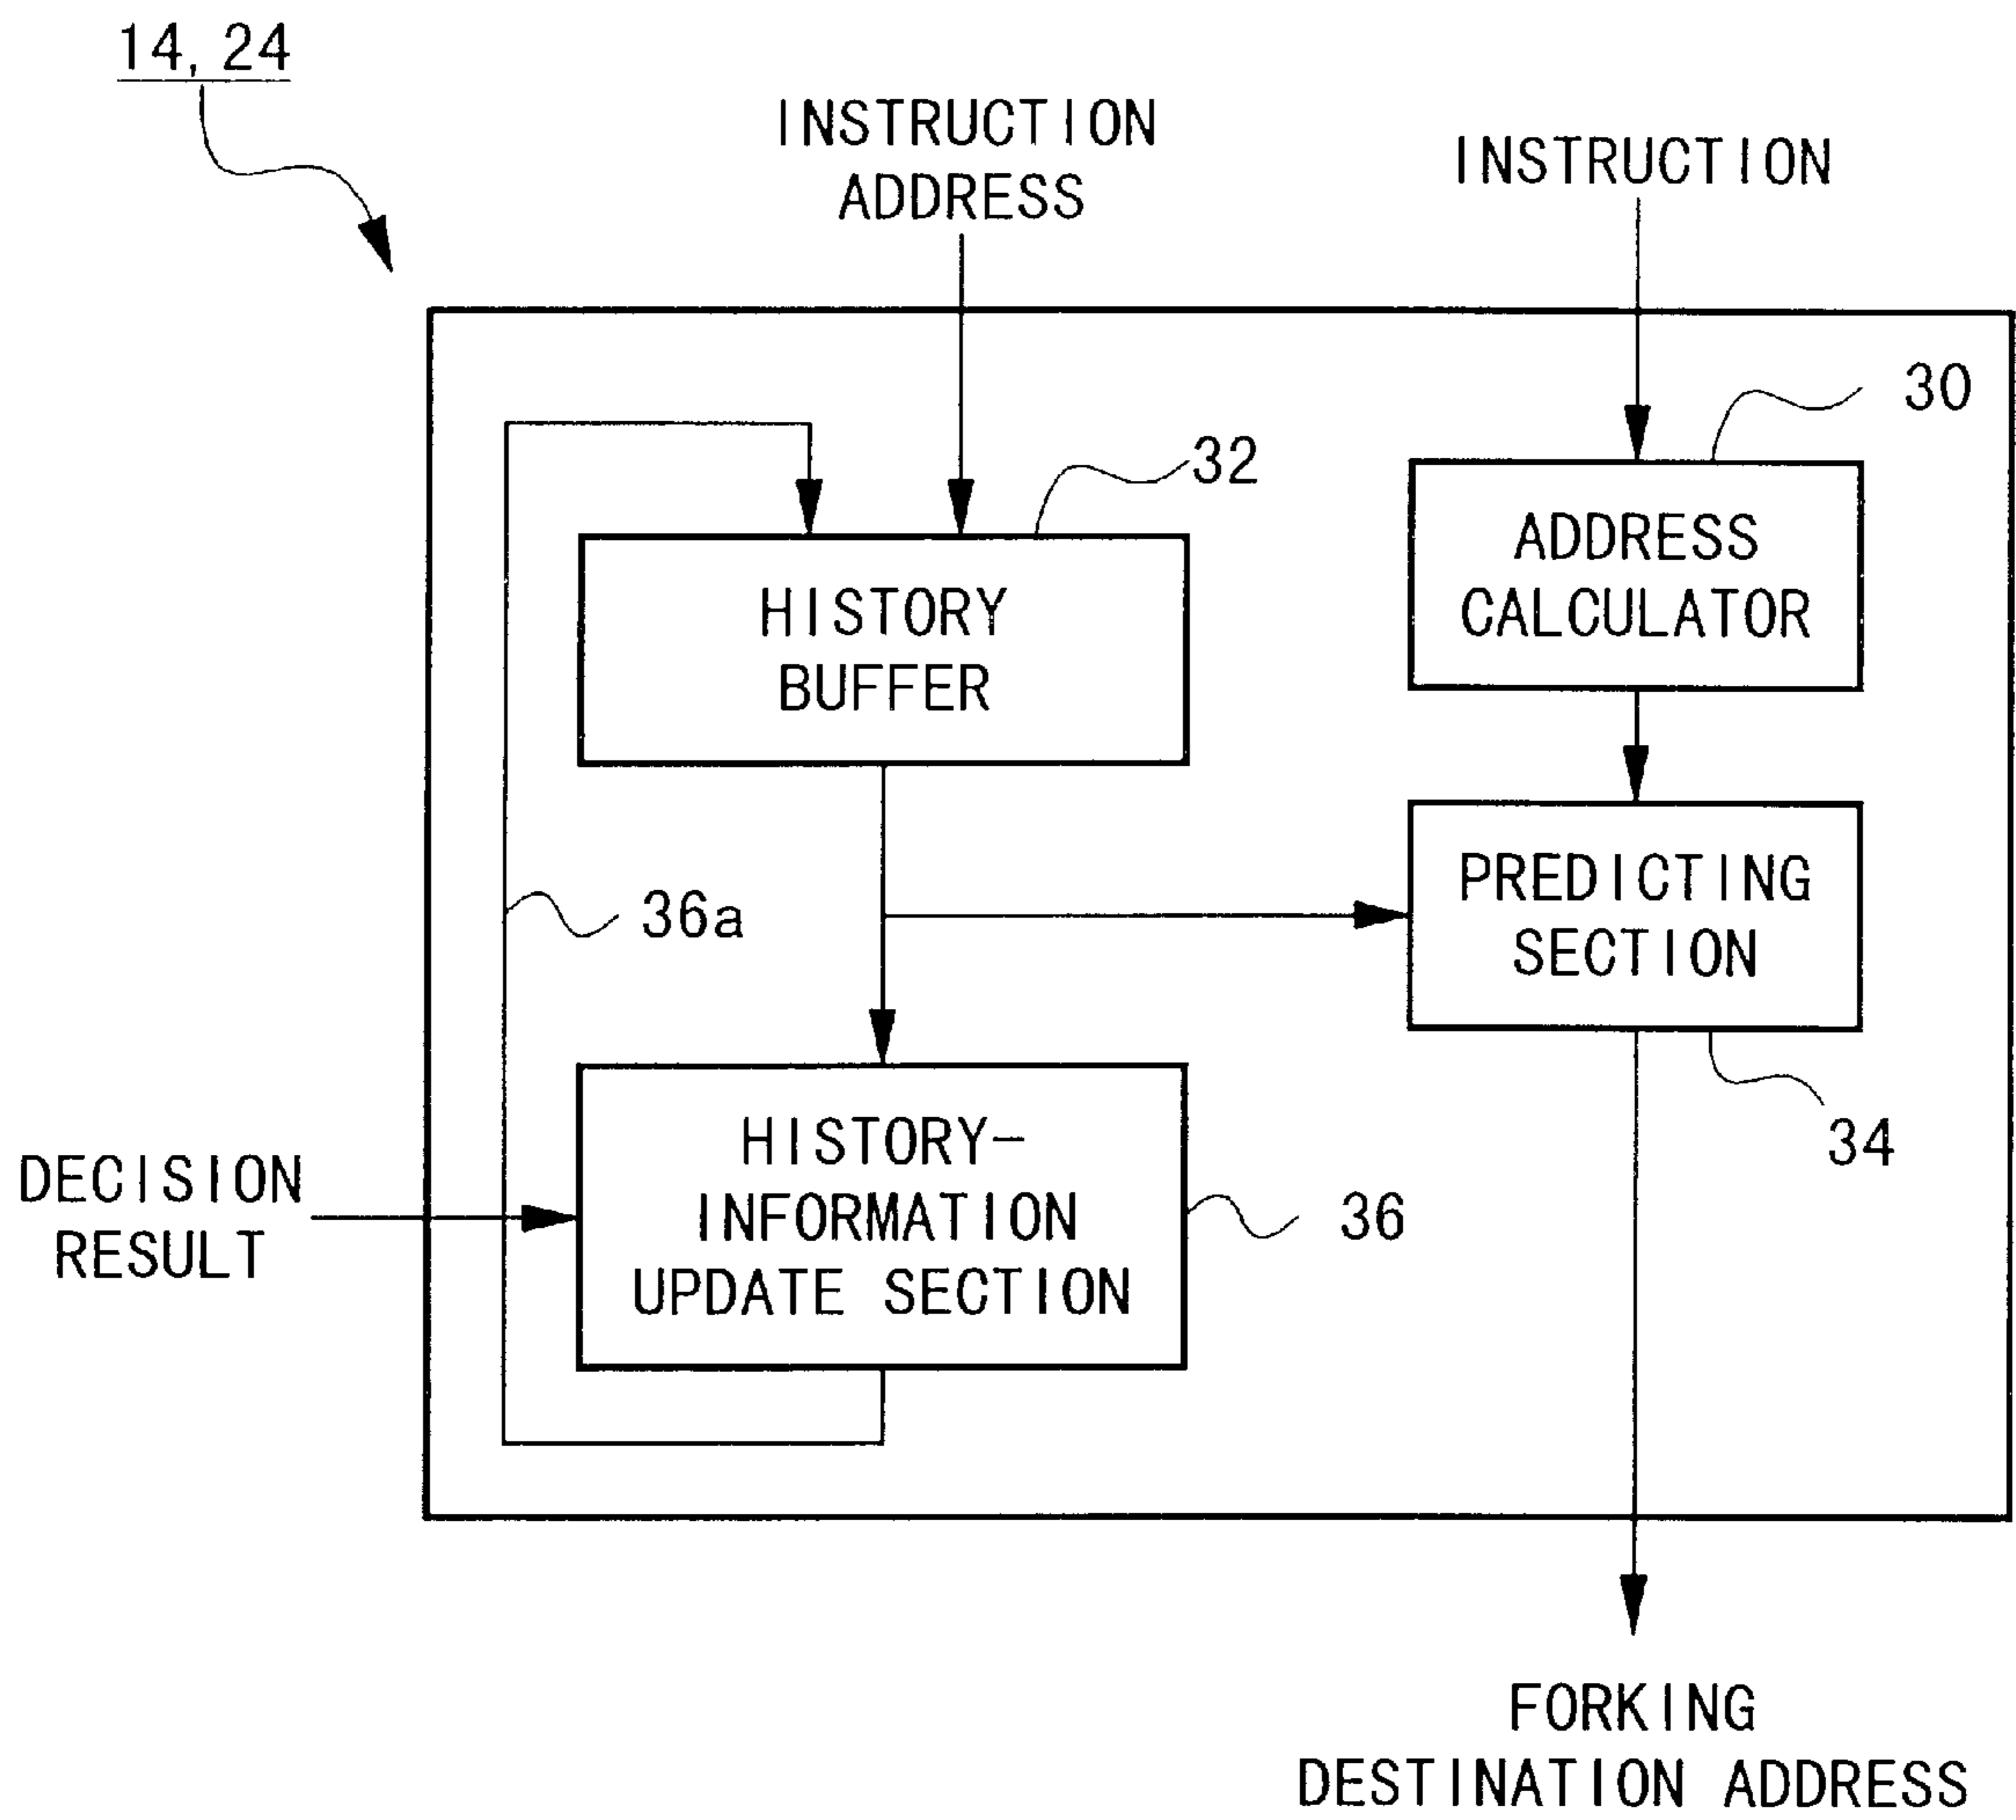 14, 24
INSTRUCTION
ADDRESS
INSTRUCTION
30
32
ADDRESS
CALCULATOR
HISTORY
BUFFER
PREDICTING
SECTION
36a
34
HISTORY-
INFORMATION
UPDATE SECTION
36
DECISION
RESULT
FORKING
DESTINATION ADDRESS